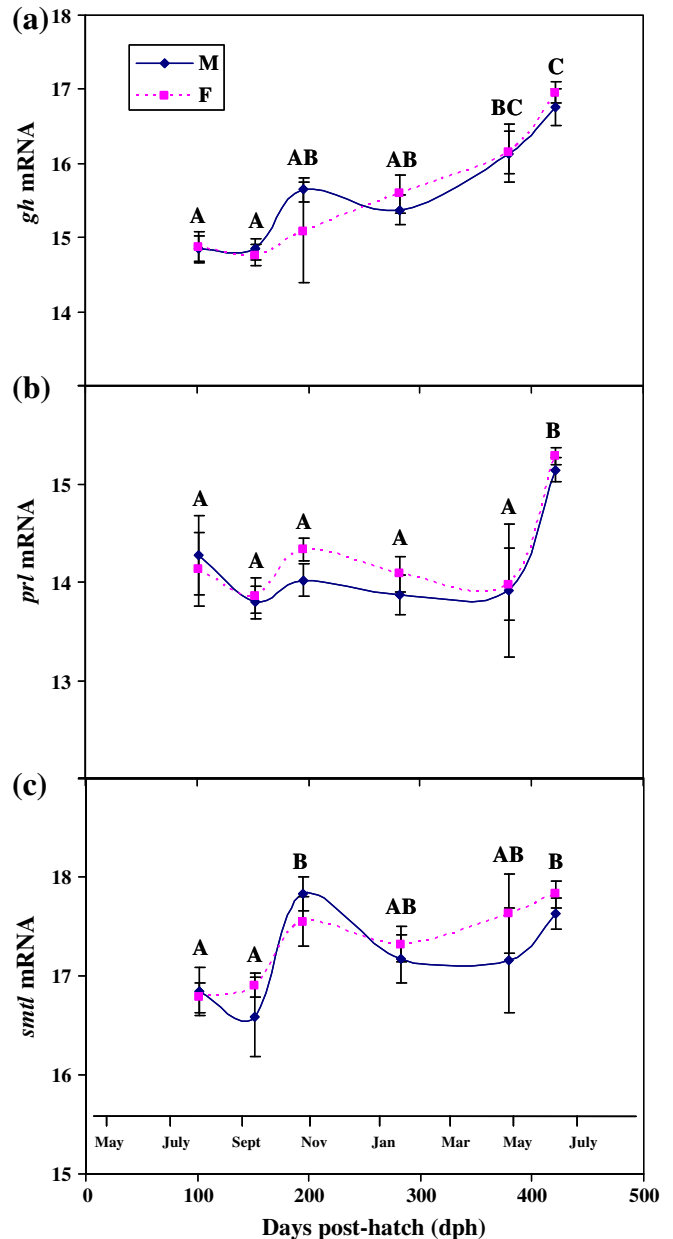 (a)
18
17
16
15
14
gh mRNA
M
F
A
A
AB
AB
BC
C
(b)
15
14
13
prl mRNA
A
A
A
A
A
B
(c)
18
17
16
15
smtl mRNA
A
A
B
AB
AB
B
May July Sept Nov Jan Mar May July
0 100 200 300 400 500
Days post-hatch (dph)